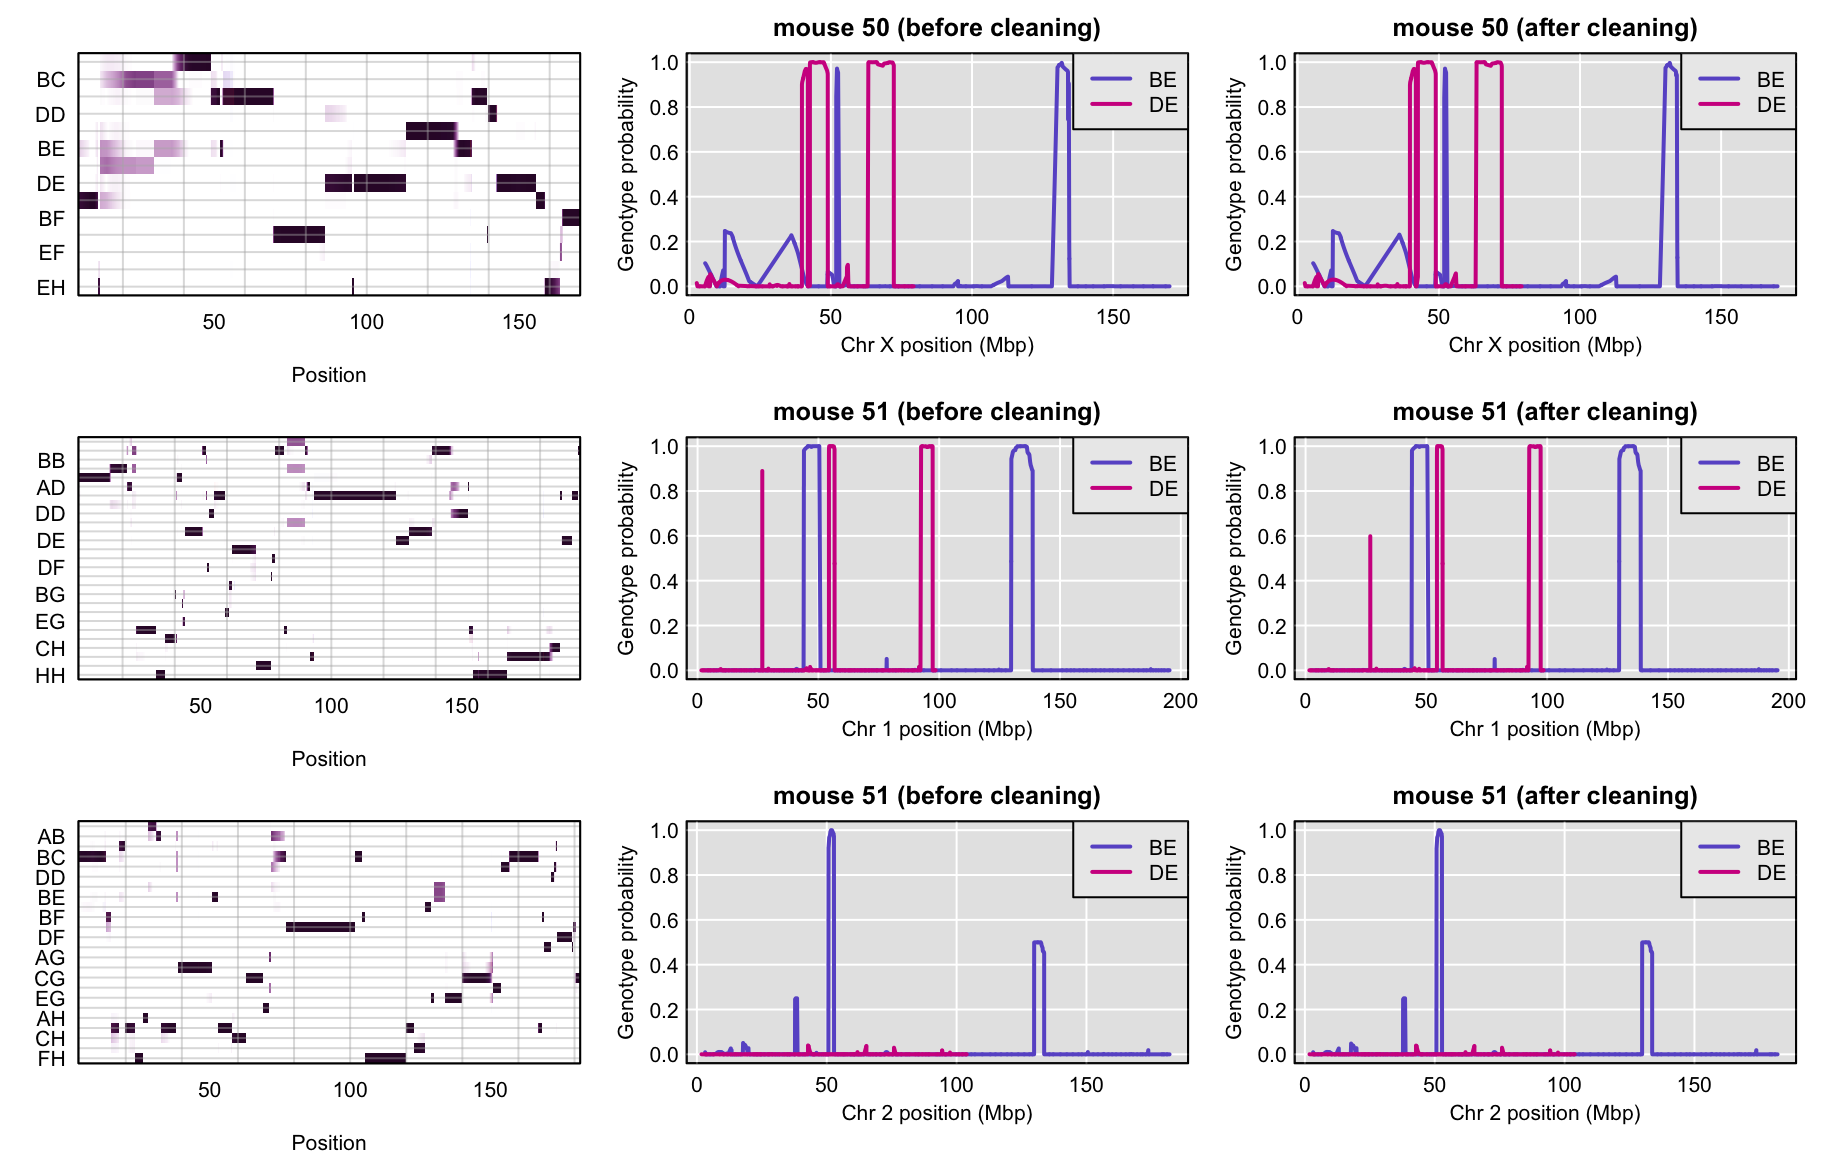 BC
DD
BE
DE
BF
EF
EH
50 100 150
Position
mouse 50 (before cleaning)
Genotype probability
1.0
0.8
0.6
0.4
0.2
0.0
BE
DE
0 50 100 150
Chr X position (Mbp)
mouse 50 (after cleaning)
Genotype probability
1.0
0.8
0.6
0.4
0.2
0.0
BE
DE
0 50 100 150
Chr X position (Mbp)
BB
AD
DD
DE
DF
BG
EG
CH
HH
50 100 150
Position
mouse 51 (before cleaning)
Genotype probability
1.0
0.8
0.6
0.4
0.2
0.0
BE
DE
0 50 100 150 200
Chr 1 position (Mbp)
mouse 51 (after cleaning)
Genotype probability
1.0
0.8
0.6
0.4
0.2
0.0
BE
DE
0 50 100 150 200
Chr 1 position (Mbp)
AB
BC
DD
BE
BF
DF
AG
CG
EG
AH
CH
FH
50 100 150
Position
mouse 51 (before cleaning)
Genotype probability
1.0
0.8
0.6
0.4
0.2
0.0
BE
DE
0 50 100 150
Chr 2 position (Mbp)
mouse 51 (after cleaning)
Genotype probability
1.0
0.8
0.6
0.4
0.2
0.0
BE
DE
0 50 100 150
Chr 2 position (Mbp)